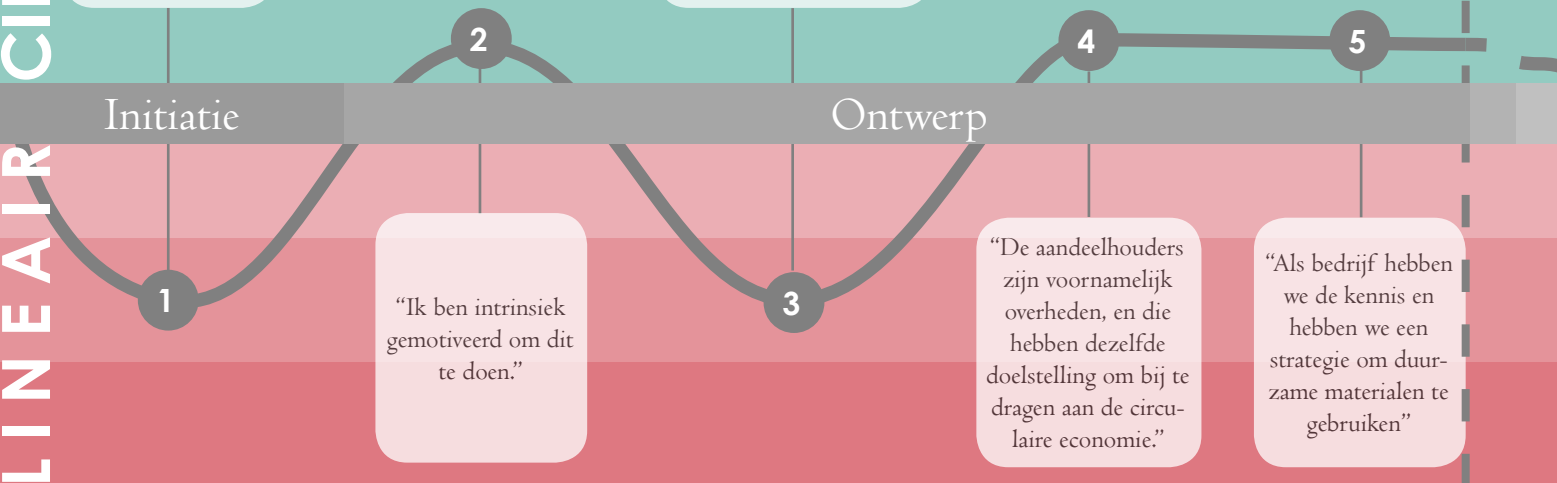 CI
LINEAIR
2
4
5
Initiatie
Ontwerp
1
3
“Ik ben intrinsiek
gemotiveerd om dit
te doen.”
“De aandeelhouders
zijn voornamelijk
overheden, en die
hebben dezelfde
doelstelling om bij te
dragen aan de circu-
laire economie.”
“Als bedrijf hebben
we de kennis en
hebben we een
strategie om duur-
zame materialen te
gebruiken”